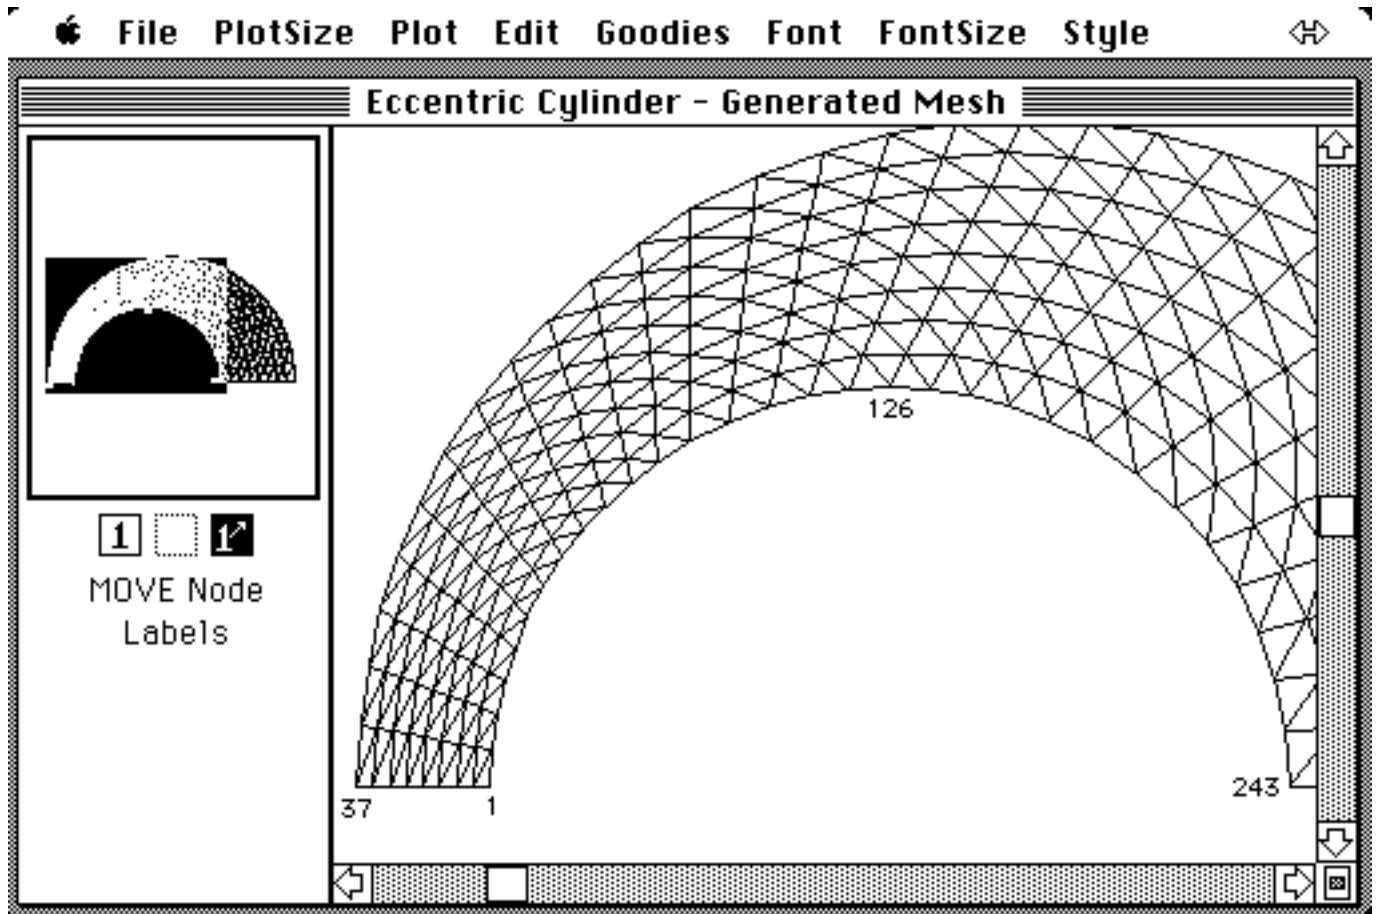 File PlotSize Plot Edit Goodies Font FontSize Style
Eccentric Cylinder - Generated Mesh
1 1
MOVE Node
Labels
126
243
37 1